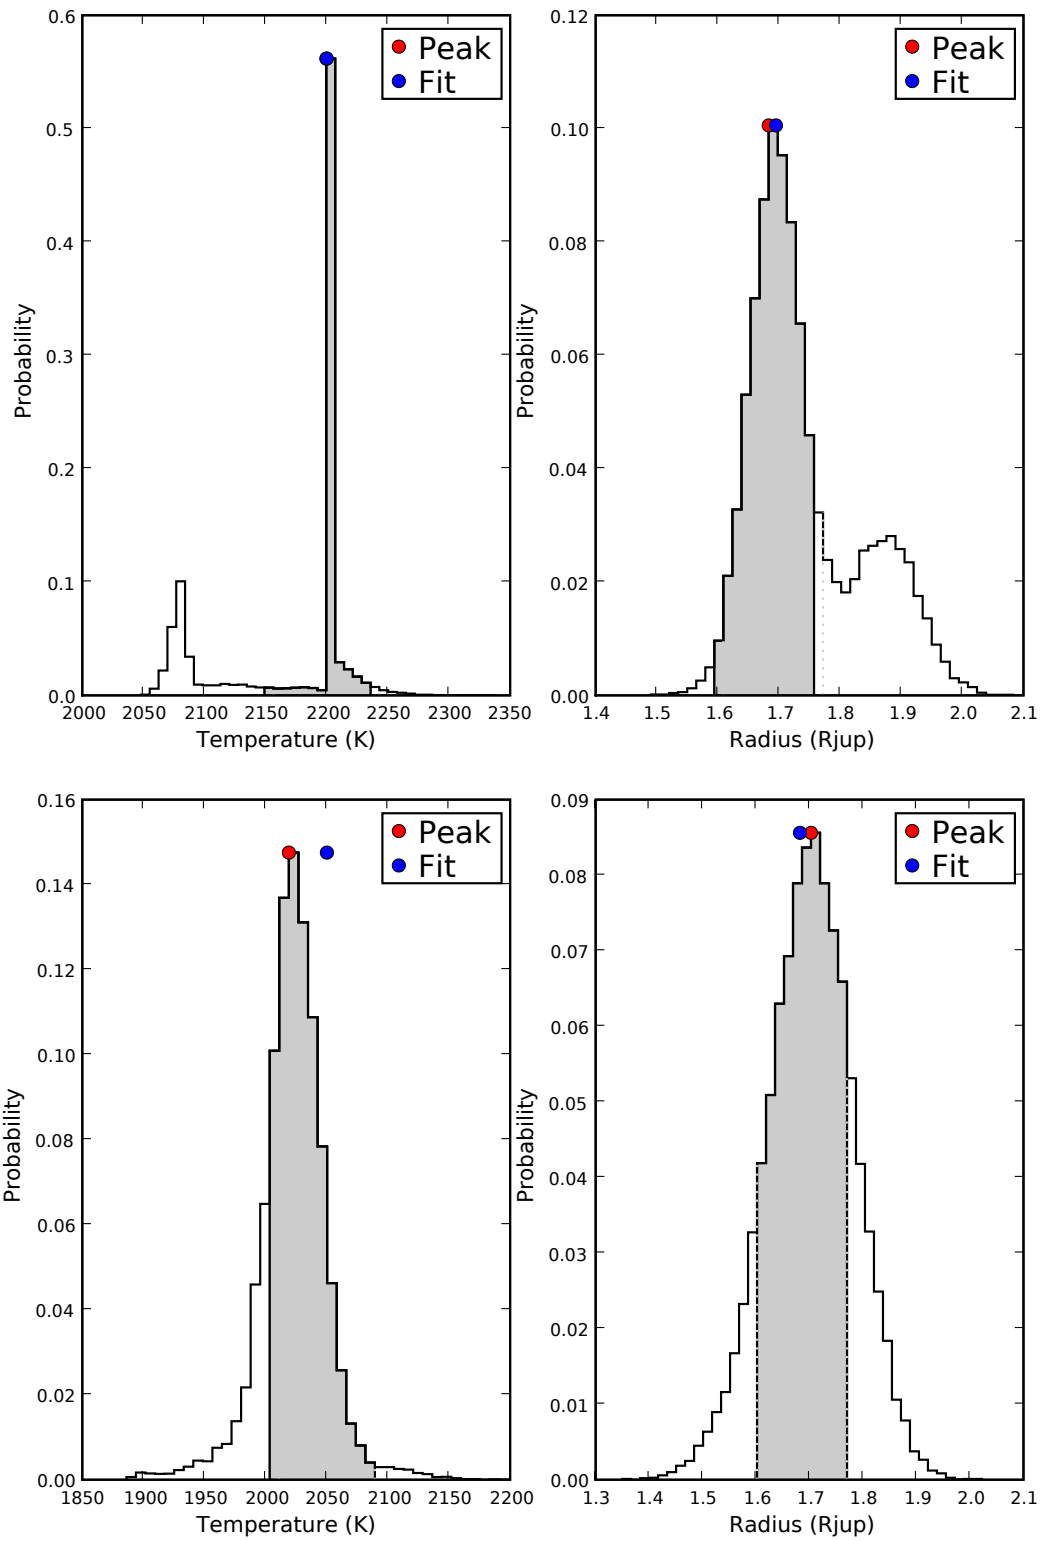 0.6
0.5
0.4
0.3
0.2
0.1
0.0
Probability
2000 2050 2100 2150 2200 2250 2300 2350
Temperature (K)
Peak
Fit
0.12
0.10
0.08
0.06
0.04
0.02
0.00
Probability
1.4 1.5 1.6 1.7 1.8 1.9 2.0 2.1
Radius (Rjup)
Peak
Fit
0.16
0.14
0.12
0.10
0.08
0.06
0.04
0.02
0.00
Probability
1850 1900 1950 2000 2050 2100 2150 2200
Temperature (K)
Peak
Fit
0.09
0.08
0.07
0.06
0.05
0.04
0.03
0.02
0.01
0.00
Probability
1.3 1.4 1.5 1.6 1.7 1.8 1.9 2.0 2.1
Radius (Rjup)
Peak
Fit